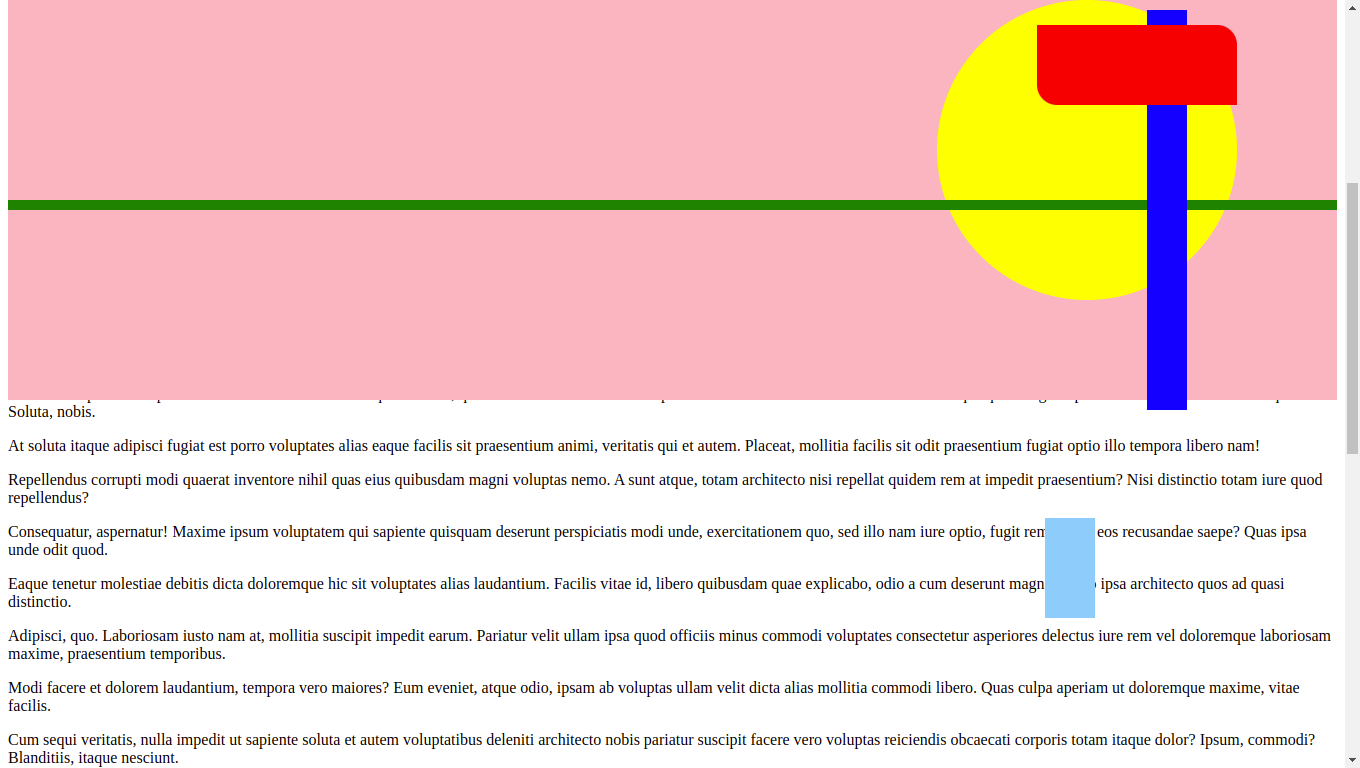 Soluta, nobis.
At soluta itaque adipisci fugiat est porro voluptates alias eaque facilis sit praesentium animi, veritatis qui et autem. Placeat, mollitia facilis sit odit praesentium fugiat optio illo tempora libero nam!
Repellendus corrupti modi quaerat inventore nihil quas eius quibusdam magni voluptas nemo. A sunt atque, totam architecto nisi repellat quidem rem at impedit praesentium? Nisi distinctio totam iure quod
repellendus?
Consequatur, aspernatur! Maxime ipsum voluptatem qui sapiente quisquam deserunt perspiciatis modi unde, exercitationem quo, sed illo nam iure optio, fugit rem eos recusandae saepe? Quas ipsa
unde odit quod.
Eaque tenetur molestiae debitis dicta doloremque hic sit voluptates alias laudantium. Facilis vitae id, libero quibusdam quae explicabo, odio a cum deserunt ipsa architecto quos ad quasi
distinctio.
Adipisci, quo. Laboriosam iusto nam at, mollitia suscipit impedit earum. Pariatur velit ullam ipsa quod officiis minus commodi voluptates consectetur asperiores delectus iure rem vel doloremque laboriosam
maxime, praesentium temporibus.
Modi facere et dolorem laudantium, tempora vero maiores? Eum eveniet, atque odio, ipsam ab voluptas ullam velit dicta alias mollitia commodi libero. Quas culpa aperiam ut doloremque maxime, vitae
facilis.
Cum sequi veritatis, nulla impedit ut sapiente soluta et autem voluptatibus deleniti architecto nobis pariatur suscipit facere vero voluptas reiciendis obcaecati corporis totam itaque dolor? Ipsum, commodi?
Blanditiis, itaque nesciunt.